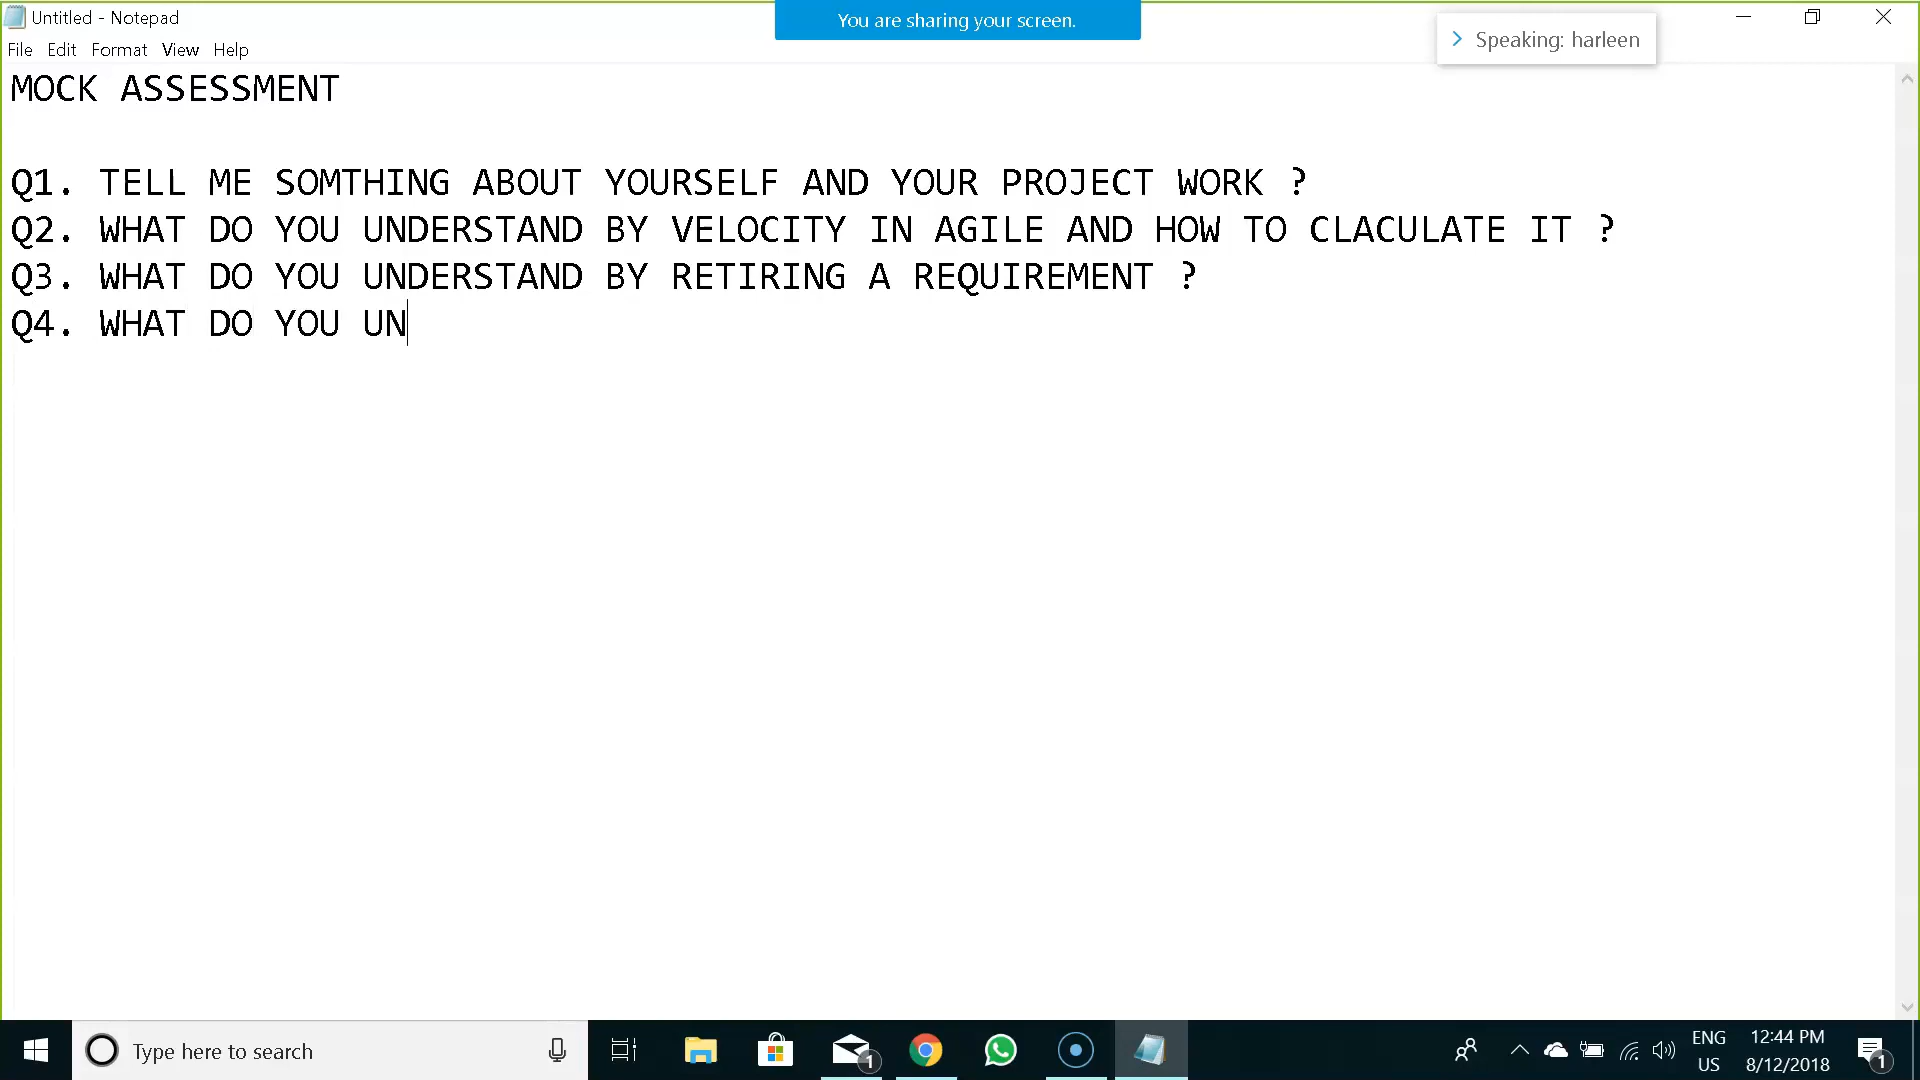 Untitled - Notepad
You are sharing your screen.
Speaking: harleen
File Edit Format View Help
MOCK ASSESSMENT
Q1. TELL ME SOMTHING ABOUT YOURSELF AND YOUR PROJECT WORK ?
Q2. WHAT DO YOU UNDERSTAND BY VELOCITY IN AGILE AND HOW TO CLACULATE IT ?
Q3. WHAT DO YOU UNDERSTAND BY RETIRING A REQUIREMENT ?
Q4. WHAT DO YOU UN
Type here to search
1
ENG
US
12:44 PM
8/12/2018
1